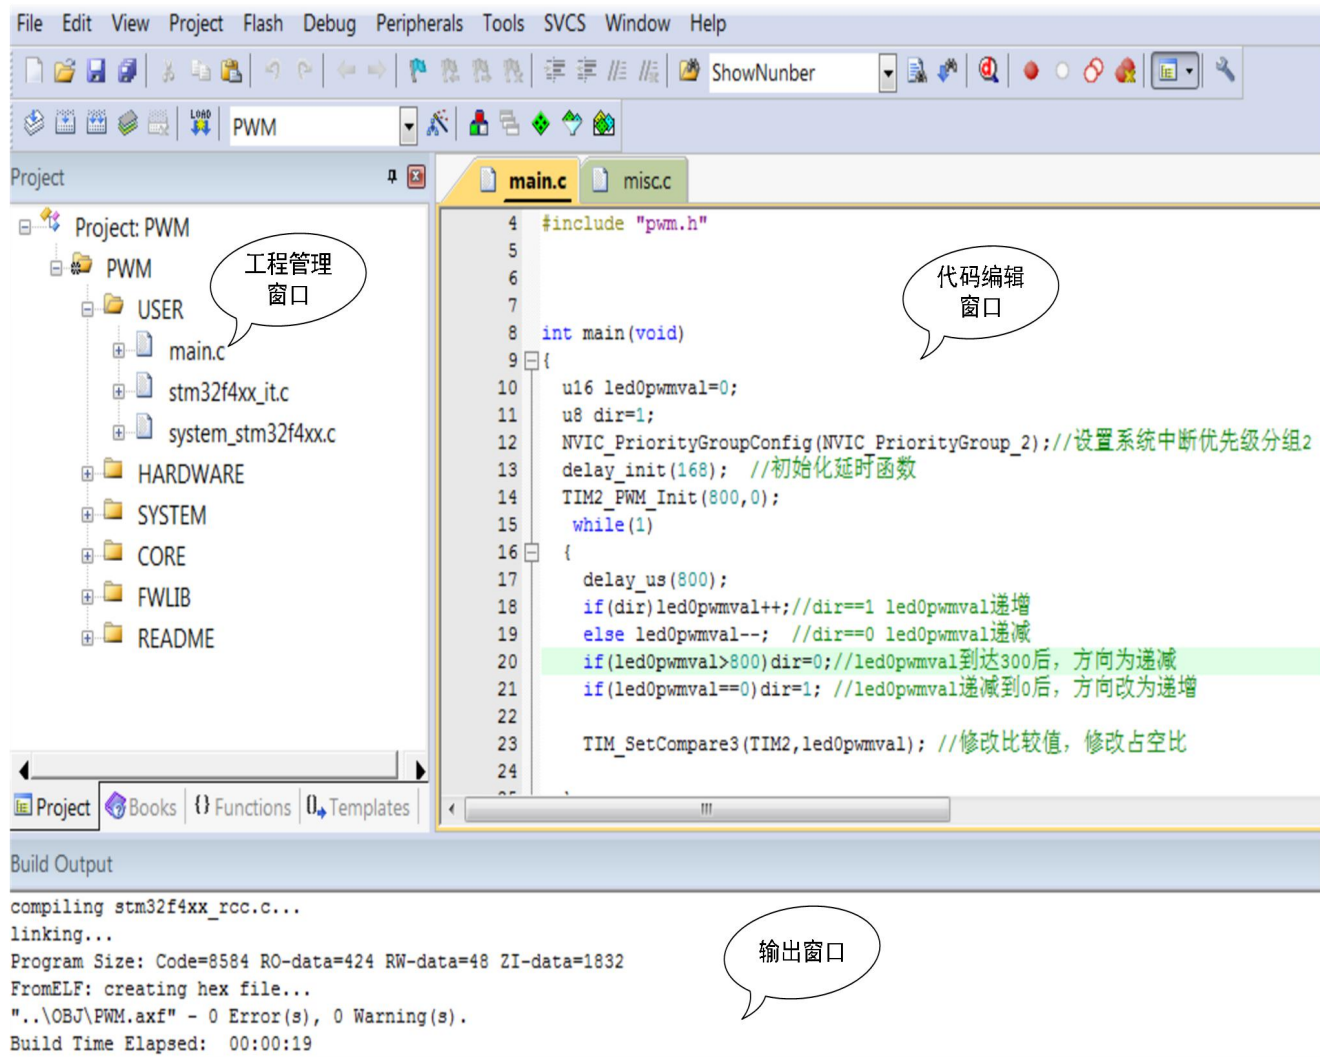 File Edit View Project Flash Debug Peripherals Tools SVCS Window Help
ShowNunber
LOAD
PWM
Project
main.c
misc.c
Project: PWM
PWM
USER
main.c
stm32f4xx_it.c
system_stm32f4xx.c
HARDWARE
SYSTEM
CORE
FWLIB
README
工程管理
窗口
Project Books {} Functions Templates
代码编辑
窗口
4 #include "pwm.h"
5
6
7
8 int main(void)
9 {
10 u16 led0pwmval=0;
11 u8 dir=1;
12 NVIC_PriorityGroupConfig(NVIC_PriorityGroup_2);//设置系统中断优先级分组2
13 delay_init(168); //初始化延时函数
14 TIM2_PWM_Init(800,0);
15 while(1)
16 {
17 delay_us(800);
18 if(dir)led0pwmval++;//dir==1 led0pwmval递增
19 else led0pwmval--; //dir==0 led0pwmval递减
20 if(led0pwmval>800)dir=0;//led0pwmval到达300后，方向为递减
21 if(led0pwmval==0)dir=1; //led0pwmval递减到0后，方向改为递增
22
23 TIM_SetCompare3(TIM2,led0pwmval); //修改比较值，修改占空比
24
Build Output
compiling stm32f4xx_rcc.c...
linking...
Program Size: Code=8584 RO-data=424 RW-data=48 ZI-data=1832
FromELF: creating hex file...
"..\OBJ\PWM.axf" - 0 Error(s), 0 Warning(s).
Build Time Elapsed: 00:00:19
输出窗口